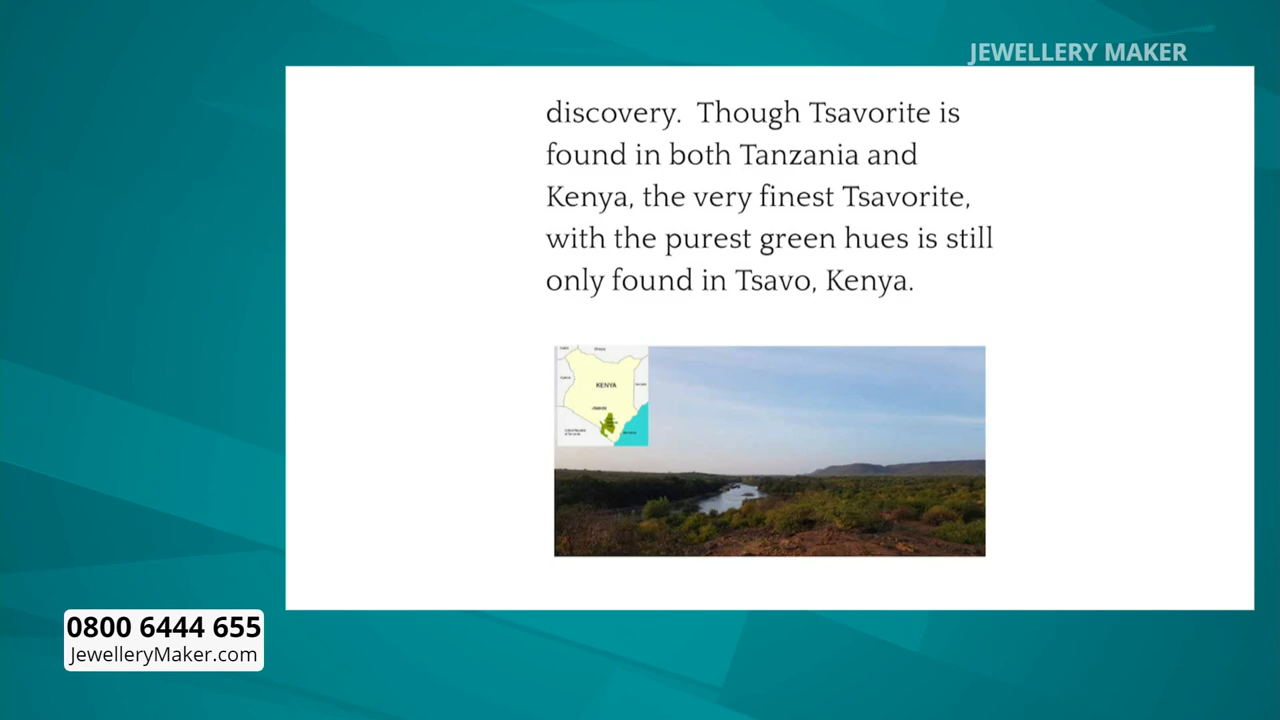 JEWELLERY MAKER
discovery.  Though Tsavorite is
found in both Tanzania and
Kenya, the very finest Tsavorite,
with the purest green hues is still
only found in Tsavo, Kenya.
KENYA
0800 6444 655
JewelleryMaker.com